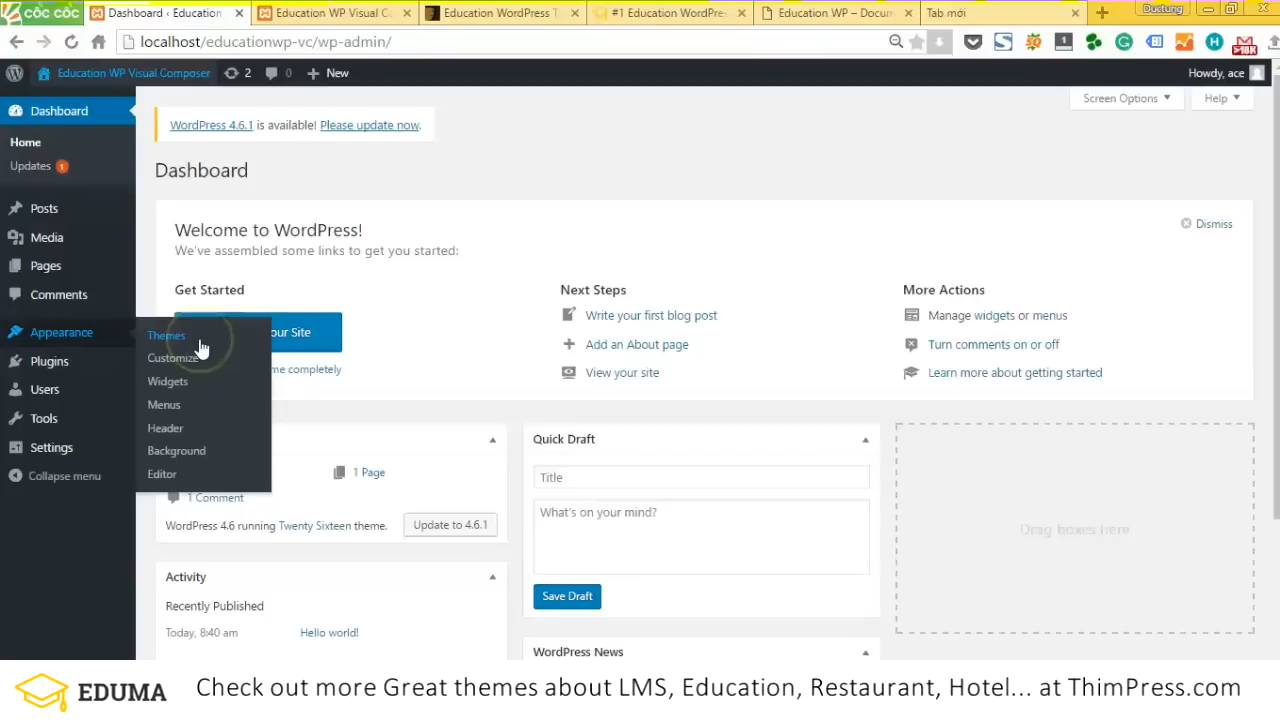 CỐC CỐC
Dashboard ‹ Education
Education WP Visual Co
Education WordPress T
#1 Education WordPre
Education WP – Docum
Tab mới
Ductung
localhost/educationwp-vc/wp-admin/
Education WP Visual Composer
2
0
New
Howdy, ace
Dashboard
Home
Updates 1
Posts
Media
Pages
Comments
Appearance
Plugins
Users
Tools
Settings
Collapse menu
Themes
Customize
Widgets
Menus
Header
Background
Editor
Screen Options
Help
WordPress 4.6.1 is available! Please update now.
Dashboard
Welcome to WordPress!
We've assembled some links to get you started:
Dismiss
Get Started
our Site
me completely
Next Steps
Write your first blog post
Add an About page
View your site
More Actions
Manage widgets or menus
Turn comments on or off
Learn more about getting started
1 Page
1 Comment
WordPress 4.6 running Twenty Sixteen theme.
Update to 4.6.1
Activity
Recently Published
Today, 8:40 am
Hello world!
Quick Draft
Title
What's on your mind?
Save Draft
WordPress News
Drag boxes here
EDUMA
Check out more Great themes about LMS, Education, Restaurant, Hotel... at ThimPress.com